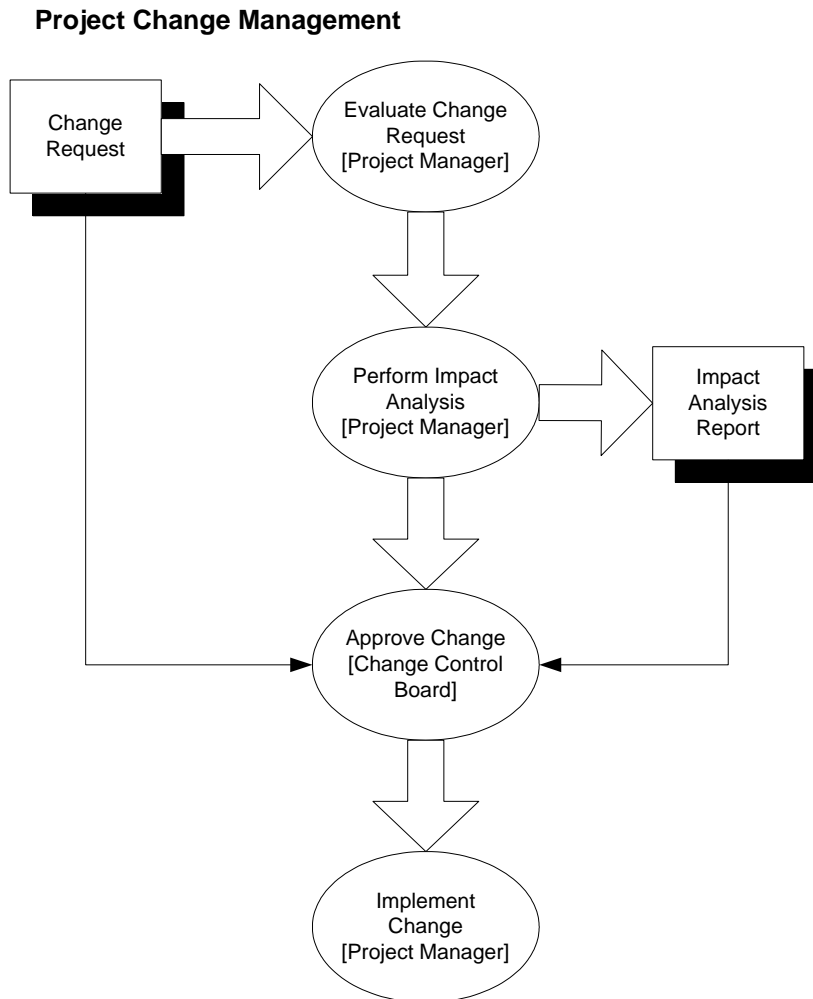 Project Change Management
Change
Request
Evaluate Change
Request
[Project Manager]
Perform Impact
Analysis
[Project Manager]
Impact
Analysis
Report
Approve Change
[Change Control
Board]
Implement
Change
[Project Manager]